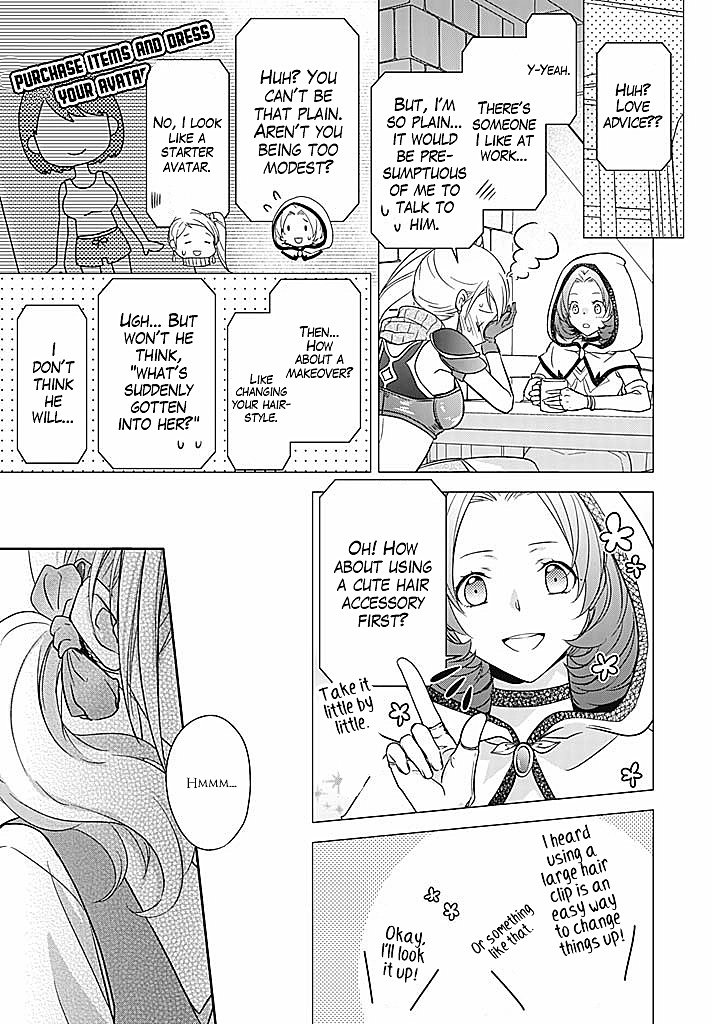 HUH?
LOVE
ADVICE??
Y-YEAH.
THERE'S
SOMEONE
I LIKE AT
WORK...
BUT, I'M
SO PLAIN...
IT WOULD
BE PRE-
SUMPTUOUS
OF ME TO
TALK TO
HIM.
HUH? YOU
CAN'T BE
THAT PLAIN.
AREN'T YOU
BEING TOO
MODEST?
NO, I LOOK
LIKE A
STARTER
AVATAR.
PURCHASE ITEMS AND DRESS
YOUR AVATAR
THEN...
HOW
ABOUT A
MAKEOVER?
LIKE
CHANGING
YOUR HAIR-
STYLE.
UGH... BUT
WON'T HE
THINK,
"WHAT'S
SUDDENLY
GOTTEN
INTO HER?"
I
DON'T
THINK
HE
WILL...
OH! HOW
ABOUT USING
A CUTE HAIR
ACCESSORY
FIRST?
Take it
little by
little.
I heard
using a
large hair
clip is an
easy way
to change
things up!
Or something
like that.
Okay,
I'll look
it up!
HMMM...